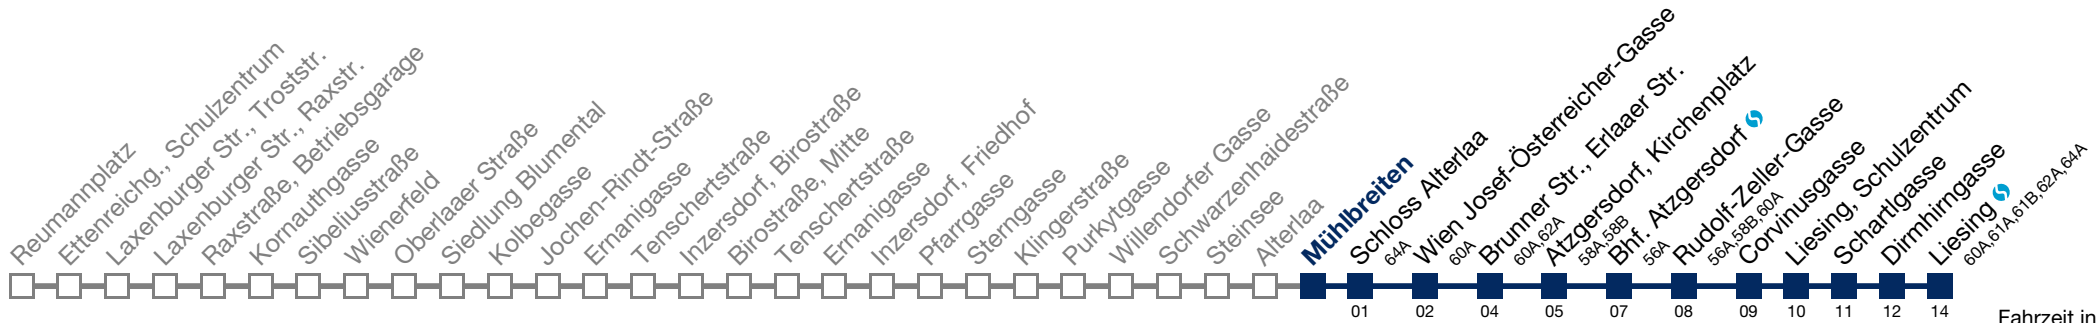 Reumannplatz
Ettenreichg., Schulzentrum
Laxenburger Str., Troststr.
Laxenburger Str., Raxstr.
Raxstraße, Betriebsgarage
Kornauthgasse
Sibeliusstraße
Wienerfeld
Oberlaaer Straße
Siedlung Blumental
Kolbegasse
Jochen-Rindt-Straße
Ernanigasse
Tenschertstraße
Inzersdorf, Birostraße
Birostraße, Mitte
Tenschertstraße
Ernanigasse
Inzersdorf, Friedhof
Pfarrgasse
Sterngasse
Klingerstraße
Purkytgasse
Willendorfer Gasse
Schwarzenhaidestraße
Steinsee
Alterlaa
Mühlbreiten
Schloss Alterlaa
64A
Wien Josef-Österreicher-Gasse
60A
Brunner Str., Erlaaer Str.
60A,62A
Atzgersdorf, Kirchenplatz
58A,58B
Bhf. Atzgersdorf
56A
Rudolf-Zeller-Gasse
56A,58B,60A
Corvinusgasse
Liesing, Schulzentrum
Schartlgasse
Dirmhirngasse
Liesing
60A,61A,61B,62A,64A
01 02 04 05 07 08 09 10 11 12 14
Fahrzeit in